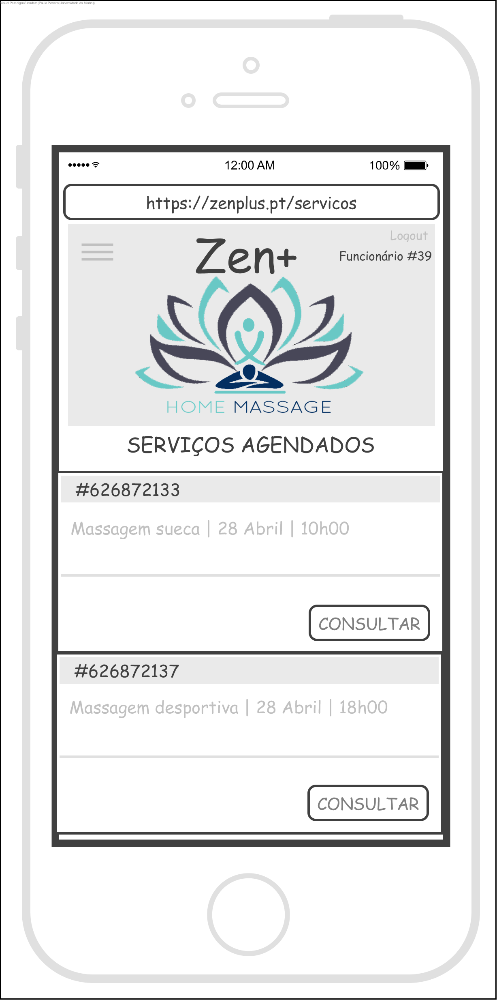 Visual Paradigm Standard(Paula Pereira(Universidade do Minho))
12:00 AM
100%
https://zenplus.pt/servicos
Logout
Zen+
Funcionário #39
HOME MASSAGE
SERVIÇOS AGENDADOS
#626872133
Massagem sueca | 28 Abril | 10h00
CONSULTAR
#626872137
Massagem desportiva | 28 Abril | 18h00
CONSULTAR